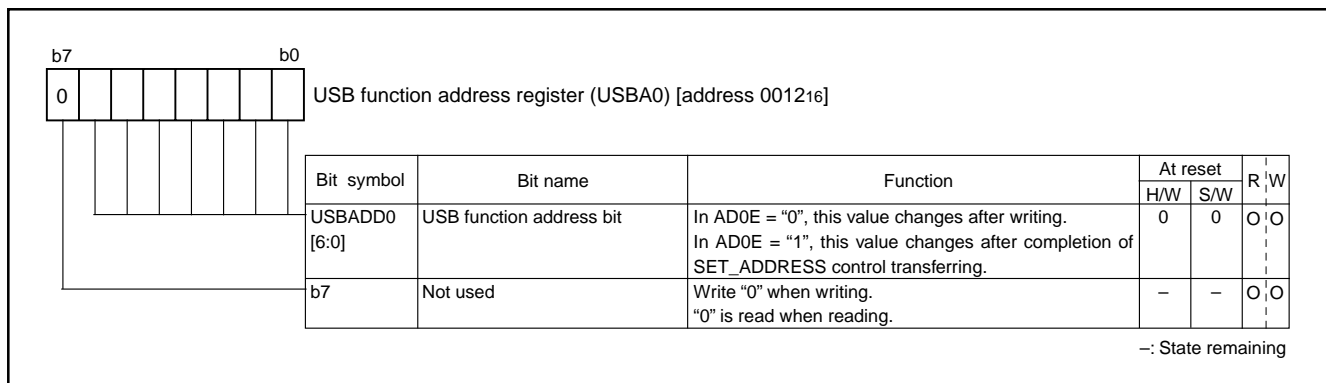 b7 b0
0
USB function address register (USBA0) [address 001216]
Bit symbol Bit name Function At reset R W
H/W S/W
USBADD0 USB function address bit In AD0E = “0”, this value changes after writing. 0 0 O O
[6:0] In AD0E = “1”, this value changes after completion of
SET_ADDRESS control transferring.
b7 Not used Write “0” when writing. – – O O
“0” is read when reading.
–: State remaining